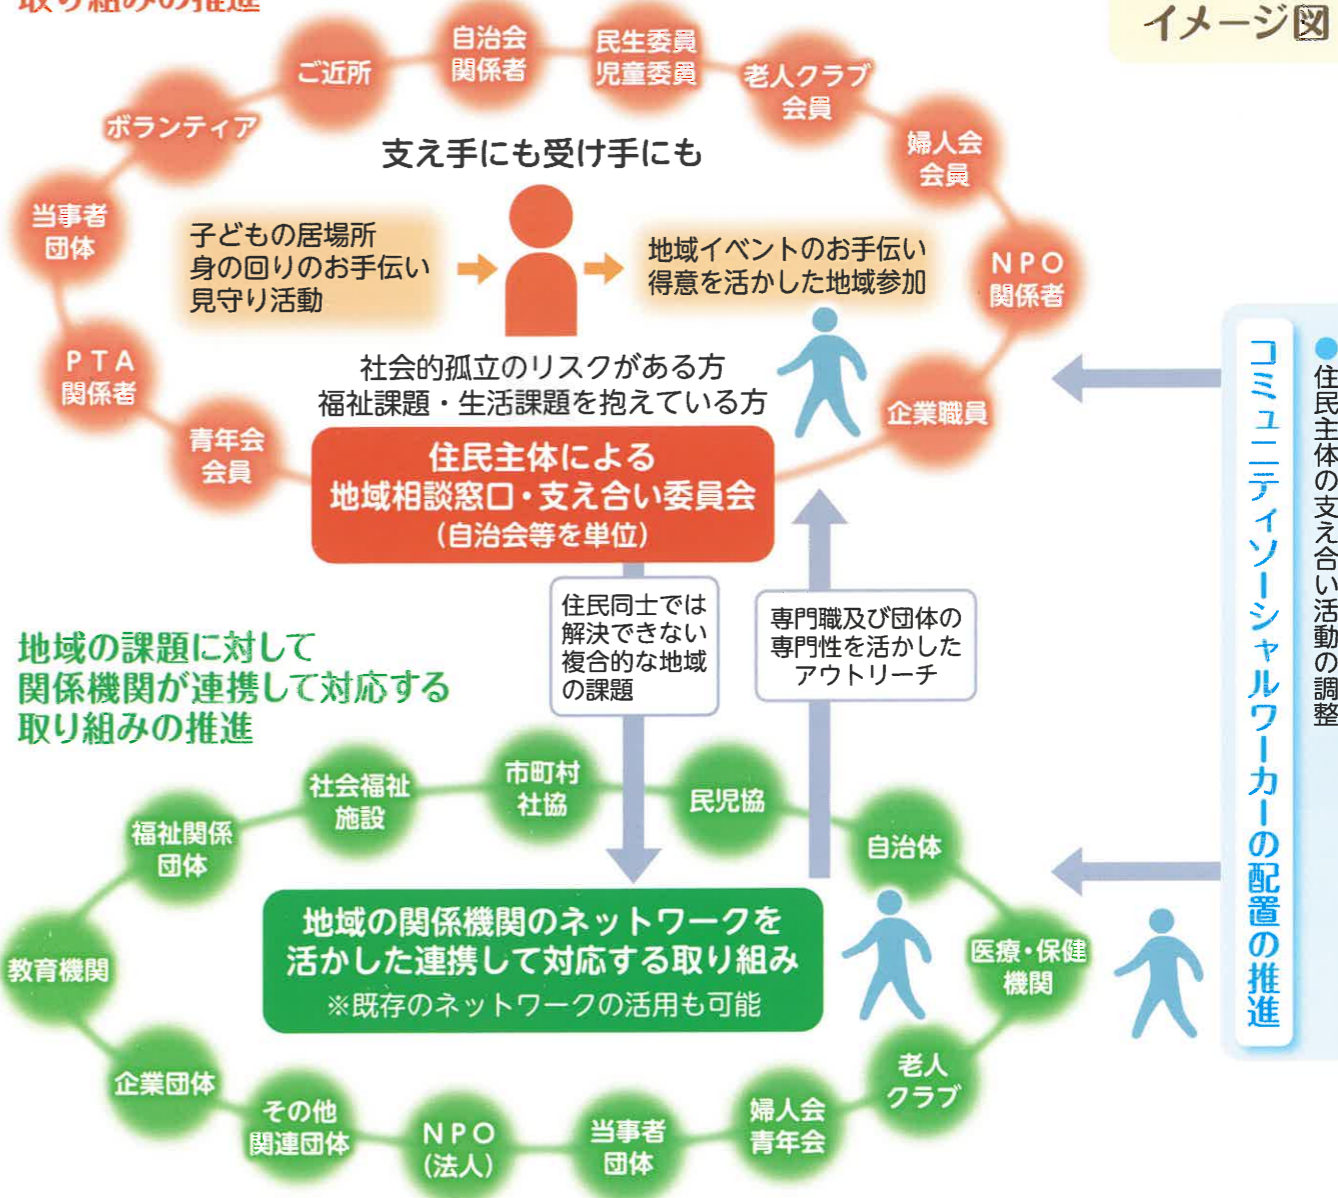 取り組みの推進
イメージ図
ご近所
自治会
関係者
民生委員
児童委員
老人クラブ
会員
婦人会
会員
NPO
関係者
企業職員
ボランティア
当事者
団体
PTA
関係者
青年会
会員
支え手にも受け手にも
子どもの居場所
身の回りのお手伝い
見守り活動
地域イベントのお手伝い
得意を活かした地域参加
社会的孤立のリスクがある方
福祉課題・生活課題を抱えている方
住民主体による
地域相談窓口・支え合い委員会
(自治会等を単位)
住民同士では
解決できない
複合的な地域
の課題
専門職及び団体の
専門性を活かした
アウトリーチ
地域の課題に対して
関係機関が連携して対応する
取り組みの推進
社会福祉
施設
市町村
社協
民児協
自治体
医療・保健
機関
老人
クラブ
婦人会
青年会
当事者
団体
NPO
(法人)
その他
関連団体
企業団体
教育機関
福祉関係
団体
地域の関係機関のネットワークを
活かした連携して対応する取り組み
※既存のネットワークの活用も可能
●住民主体の支え合い活動の調整
コミュニティソーシャルワーカーの配置の推進